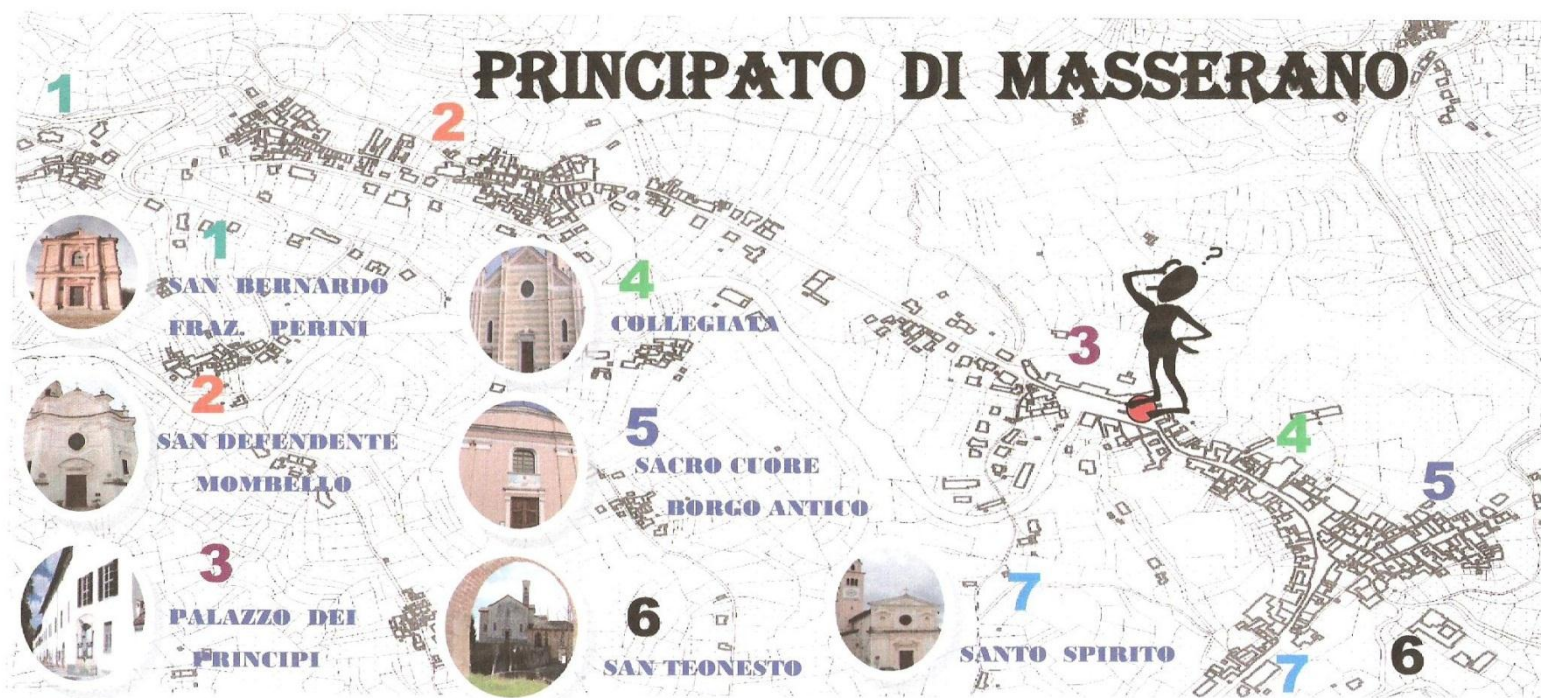 PRINCIPATO DI MASSERANO
1
2
1
SAN BERNARDO
FRAZ. PERINI
2
SAN DEFENDENTE
MOMBELLO
3
PALAZZO DEI
PRINCIPI
4
COLLEGIATA
5
SACRO CUORE
BORGO ANTICO
6
SAN TEONESTO
7
SANTO SPIRITO
?
3
4
5
6
7